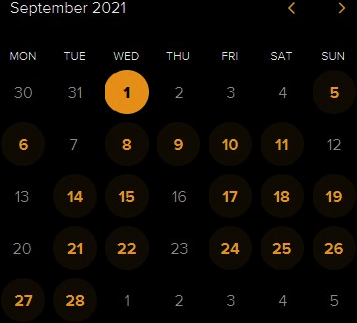 September 2021
MON TUE WED THU FRI SAT SUN
30 31 1 2 3 4 5
6 7 8 9 10 11 12
13 14 15 16 17 18 19
20 21 22 23 24 25 26
27 28 1 2 3 4 5